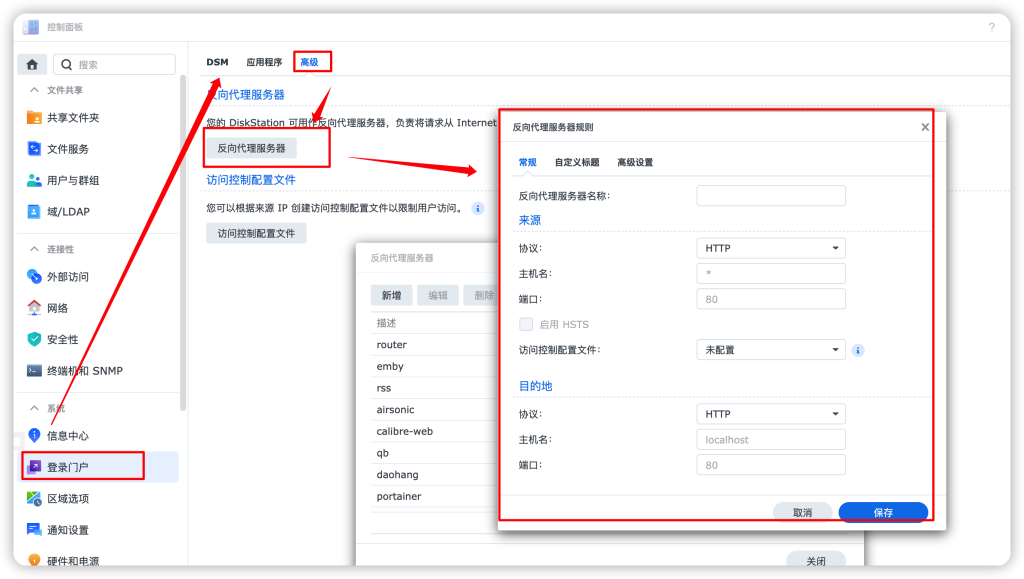 控制面板
?
搜索
文件共享
共享文件夹
文件服务
用户与群组
域/LDAP
连接性
外部访问
网络
安全性
终端机和 SNMP
系统
信息中心
登录门户
区域选项
通知设置
硬件和电源
DSM 应用程序 高级
反向代理服务器
您的 DiskStation 可用作反向代理服务器，负责将请求从 Internet
反向代理服务器
访问控制配置文件
您可以根据来源 IP 创建访问控制配置文件以限制用户访问。
访问控制配置文件
反向代理服务器
新增 编辑 删除
描述
router
emby
rss
airsonic
calibre-web
qb
daohang
portainer
关闭
反向代理服务器规则
常规 自定义标题 高级设置
反向代理服务器名称:
来源
协议: HTTP
主机名: *
端口: 80
启用 HSTS
访问控制配置文件: 未配置
目的地
协议: HTTP
主机名: localhost
端口: 80
取消 保存